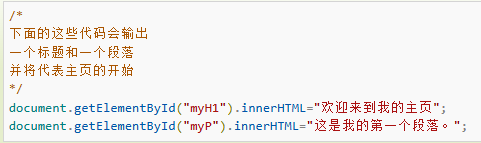 /*
下面的这些代码会输出
一个标题和一个段落
并将代表主页的开始
*/
document.getElementById("myH1").innerHTML="欢迎来到我的主页";
document.getElementById("myP").innerHTML="这是我的第一个段落。";